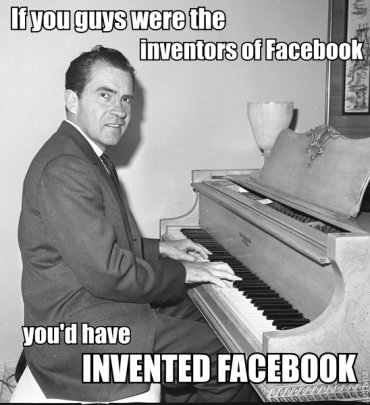 If you guys were the
inventors of Facebook
you'd have
INVENTED FACEBOOK